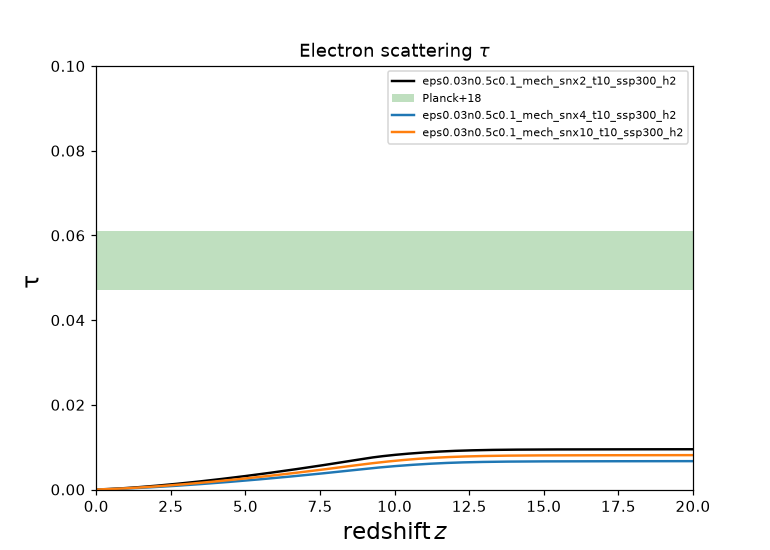 Electron scattering τ
0.10
0.08
0.06
0.04
0.02
0.00
τ
eps0.03n0.5c0.1_mech_snx2_t10_ssp300_h2
Planck+18
eps0.03n0.5c0.1_mech_snx4_t10_ssp300_h2
eps0.03n0.5c0.1_mech_snx10_t10_ssp300_h2
0.0 2.5 5.0 7.5 10.0 12.5 15.0 17.5 20.0
redshift z